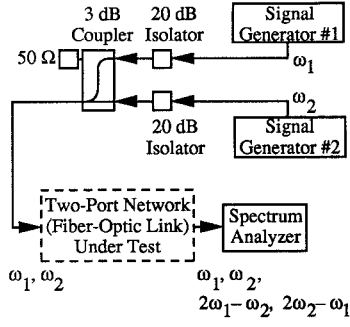 3 dB
Coupler
20 dB
Isolator
Signal
Generator #1
50 Ω
ω₁
ω₂
20 dB
Isolator
Signal
Generator #2
Two-Port Network
(Fiber-Optic Link)
Under Test
Spectrum
Analyzer
ω₁, ω₂
ω₁, ω₂,
2ω₁–ω₂, 2ω₂–ω₁